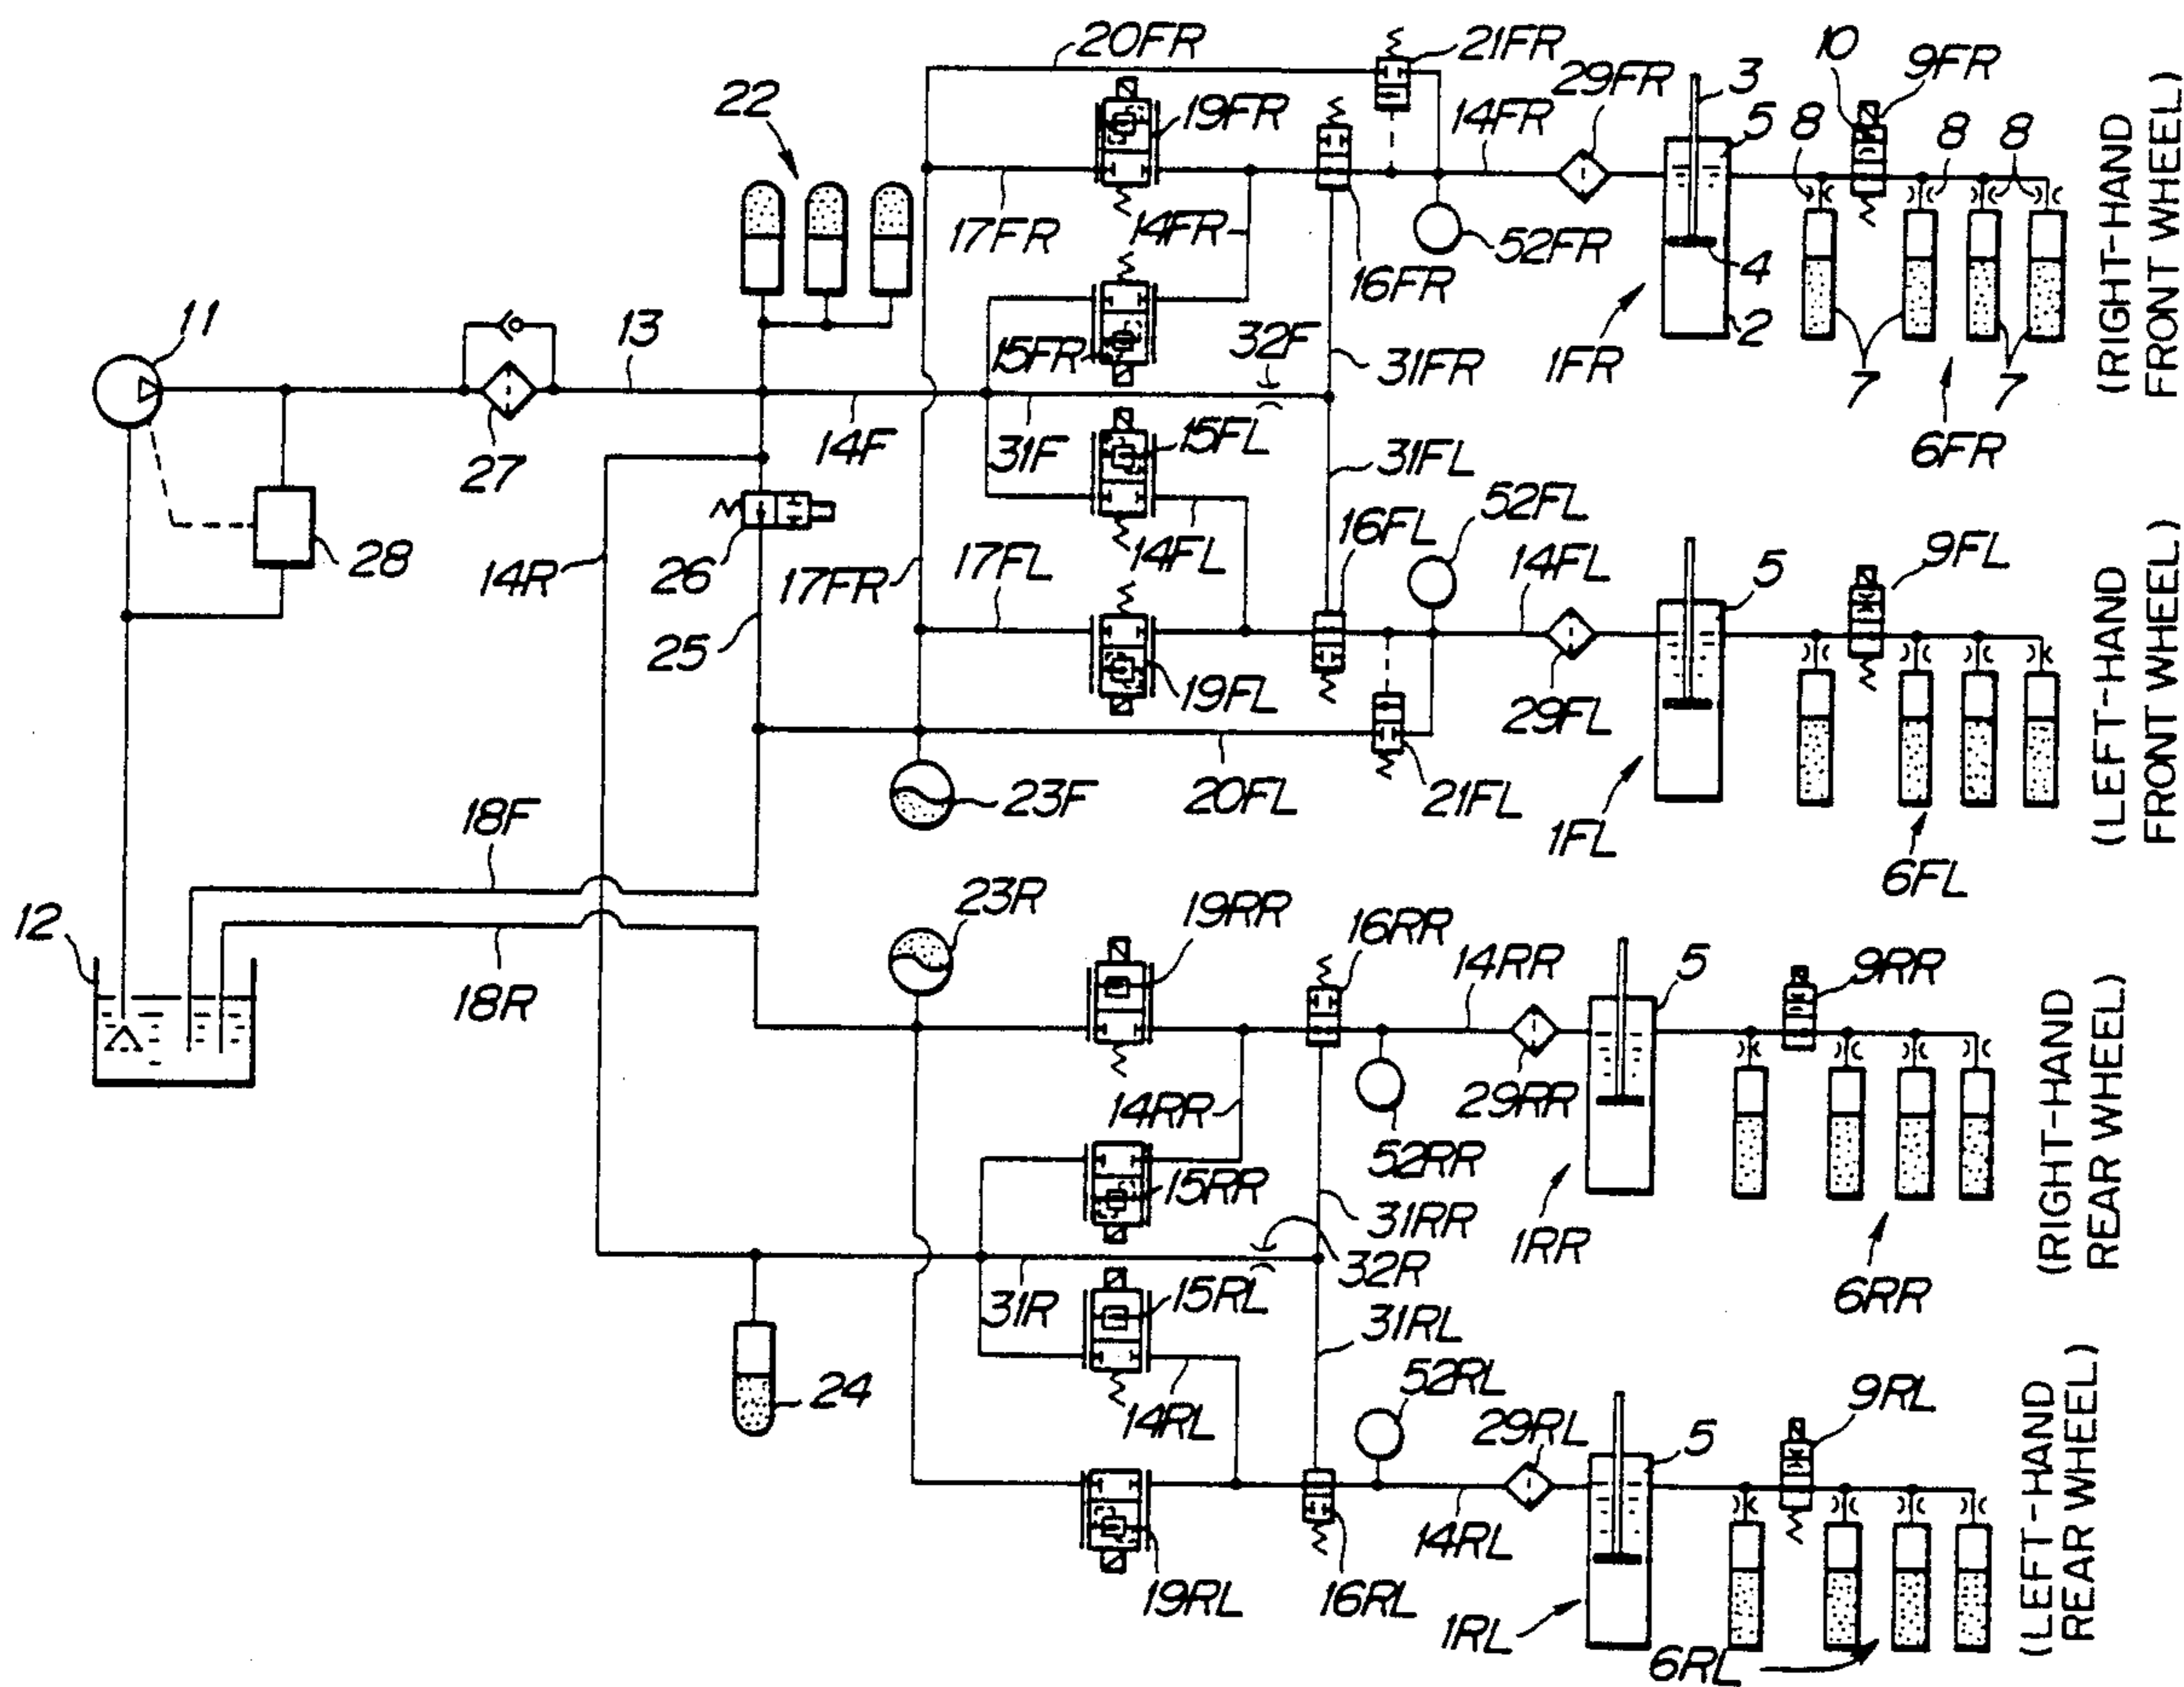 20FR
21FR
10
9FR
22
19FR
29FR
3
14FR
5
8
8
8
17FR
14FR
52FR
16FR
4
11
13
15FR
32F
31FR
1FR
2
7
7
6FR
(RIGHT-HAND
FRONT WHEEL)
27
14F
31F
15FL
31FL
28
14R
26
17FR
17FL
14FL
16FL
52FL
14FL
5
9FL
25
19FL
29FL
18F
23F
20FL
21FL
1FL
6FL
(LEFT-HAND
FRONT WHEEL)
12
18R
23R
19RR
16RR
14RR
5
9RR
14RR
29RR
52RR
15RR
31RR
1RR
6RR
(RIGHT-HAND
REAR WHEEL)
31R
15RL
32R
31RL
24
14RL
52RL
29RL
5
9RL
14RL
19RL
16RL
1RL
6RL
(LEFT-HAND
REAR WHEEL)